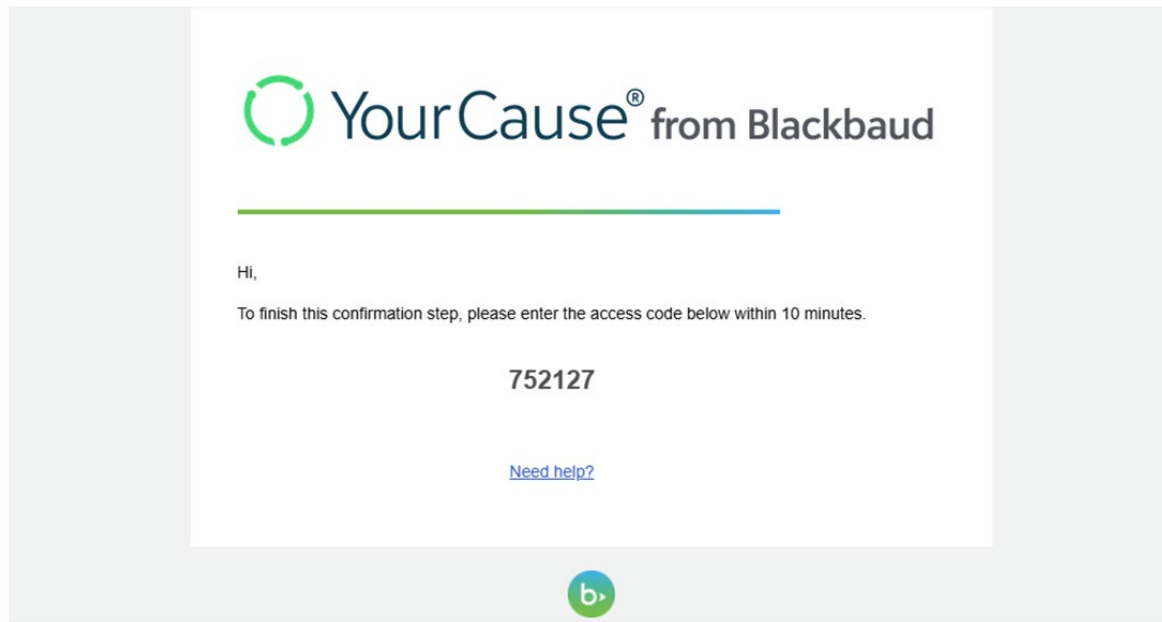 YourCause® from Blackbaud
Hi,
To finish this confirmation step, please enter the access code below within 10 minutes.
752127
Need help?
b